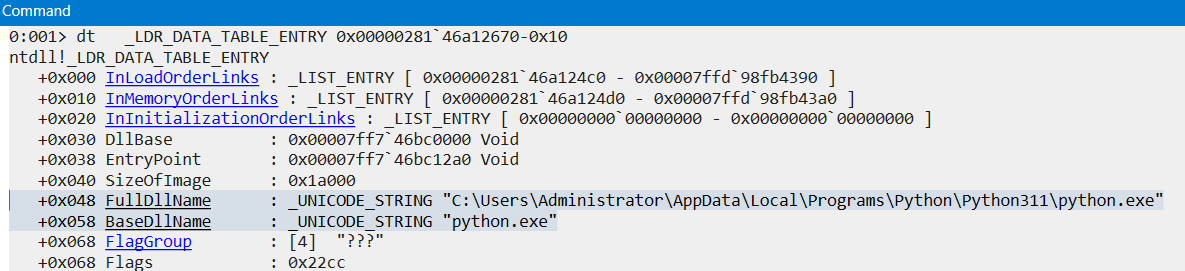 Command
0:001> dt   _LDR_DATA_TABLE_ENTRY 0x00000281`46a12670-0x10
ntdll!_LDR_DATA_TABLE_ENTRY
+0x000 InLoadOrderLinks : _LIST_ENTRY [ 0x00000281`46a124c0 - 0x00007ffd`98fb4390 ]
+0x010 InMemoryOrderLinks : _LIST_ENTRY [ 0x00000281`46a124d0 - 0x00007ffd`98fb43a0 ]
+0x020 InInitializationOrderLinks : _LIST_ENTRY [ 0x00000000`00000000 - 0x00000000`00000000 ]
+0x030 DllBase          : 0x00007ff7`46bc0000 Void
+0x038 EntryPoint       : 0x00007ff7`46bc12a0 Void
+0x040 SizeOfImage      : 0x1a000
+0x048 FullDllName      : _UNICODE_STRING "C:\Users\Administrator\AppData\Local\Programs\Python\Python311\python.exe"
+0x058 BaseDllName      : _UNICODE_STRING "python.exe"
+0x068 FlagGroup        : [4]  "???"
+0x068 Flags            : 0x22cc